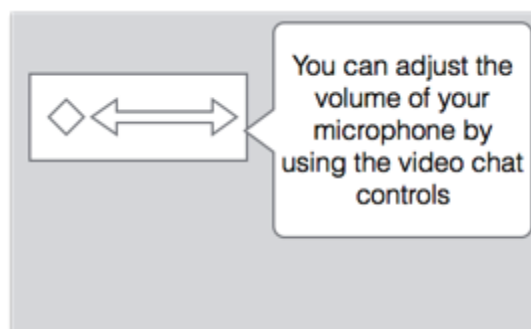 You can adjust the
volume of your
microphone by
using the video chat
controls